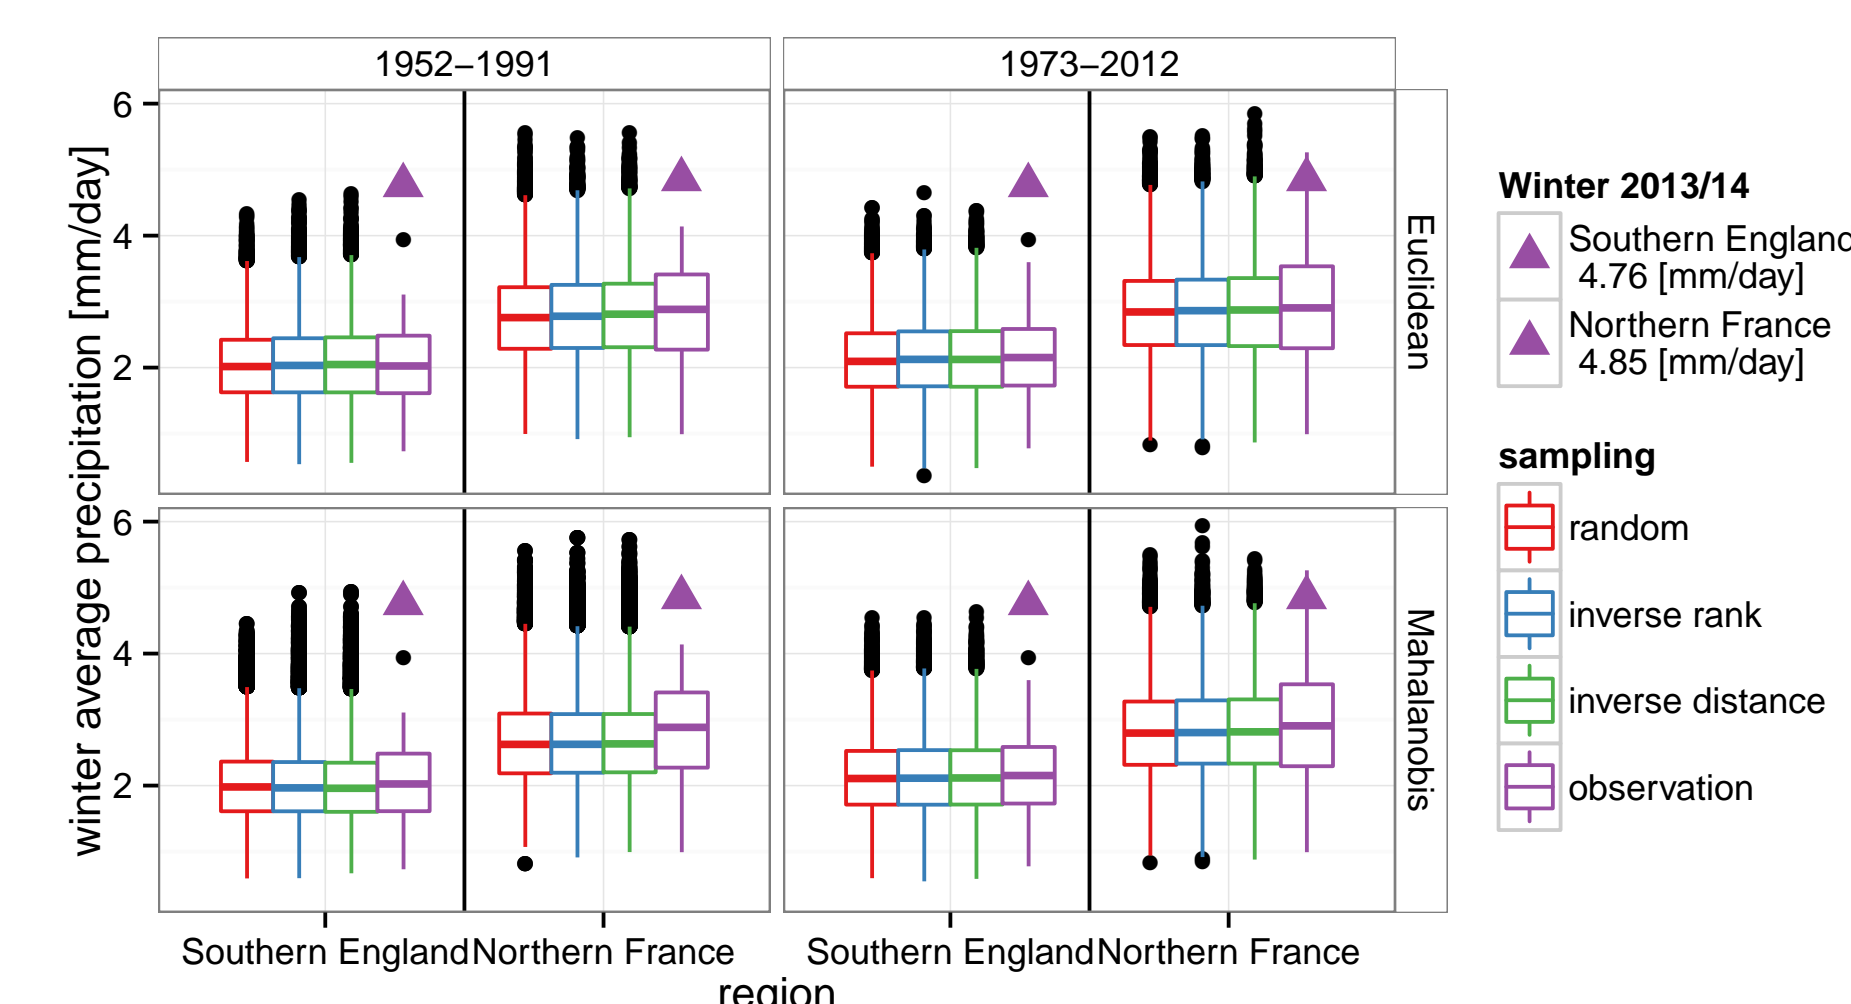 1952–1991
1973–2012
winter average precipitation [mm/day]
6
4
2
Euclidean
6
4
2
Mahalanobis
Southern England
Northern France
Southern England
Northern France
region
Winter 2013/14
Southern England
4.76 [mm/day]
Northern France
4.85 [mm/day]
sampling
random
inverse rank
inverse distance
observation